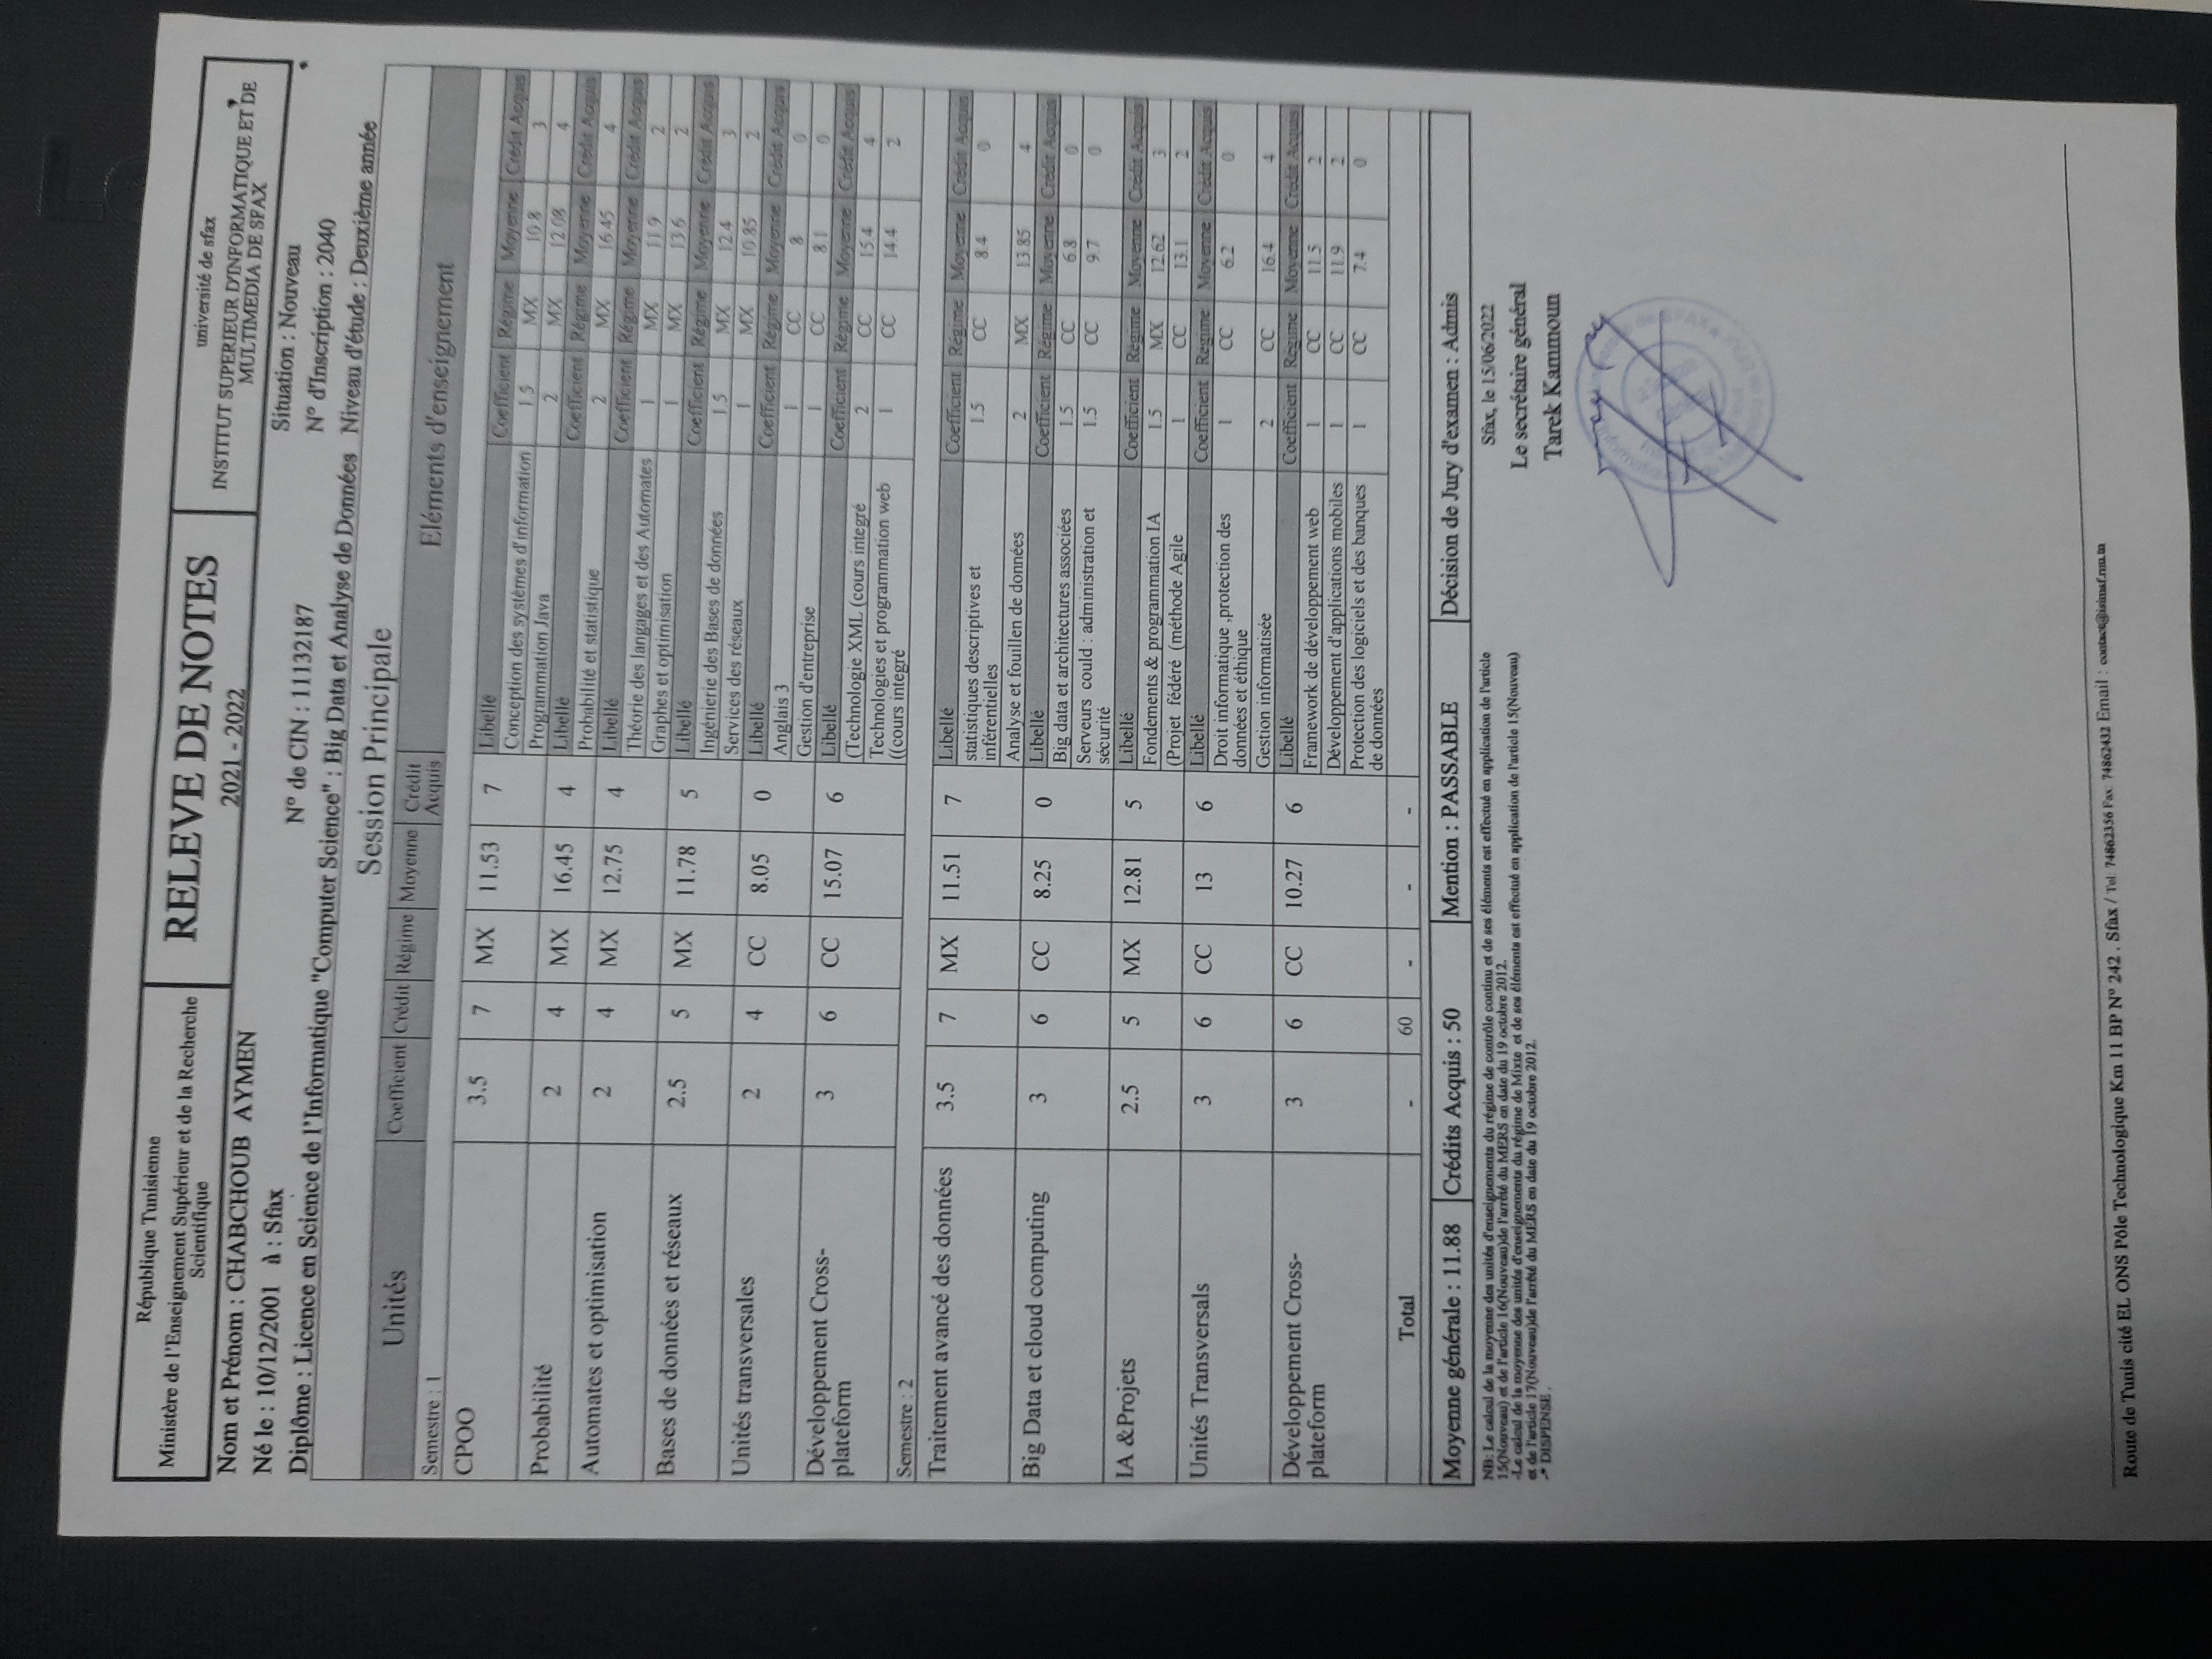 République Tunisienne
Ministère de l'Enseignement Supérieur et de la Recherche
Scientifique
RELEVE DE NOTES
2021 - 2022
université de sfax
INSTITUT SUPERIEUR D'INFORMATIQUE ET DE
MULTIMEDIA DE SFAX
Nom et Prénom : CHABCHOUB AYMEN
Né le : 10/12/2001 à : Sfax
N° de CIN : 11132187
Situation : Nouveau
N° d'Inscription : 2040
Diplôme : Licence en Science de l'Informatique "Computer Science" : Big Data et Analyse de Données Niveau d'étude : Deuxième année
Session Principale
Unités Coefficient Crédit Régime Moyenne Crédit Acquis Eléments d'enseignement
Semestre : 1
CPOO 3.5 7 MX 11.53 7 Libellé Coefficient Régime Moyenne Crédit Acquis
Conception des systèmes d'information 1.5 MX 10.8 3
Programmation Java 2 MX 12.08 4
Probabilité 2 4 MX 16.45 4 Libellé Coefficient Régime Moyenne Crédit Acquis
Probabilité et statistique 2 MX 16.45 4
Automates et optimisation 2 4 MX 12.75 4 Libellé Coefficient Régime Moyenne Crédit Acquis
Théorie des langages et des Automates 1 MX 11.9 2
Graphes et optimisation 1 MX 13.6 2
Bases de données et réseaux 2.5 5 MX 11.78 5 Libellé Coefficient Régime Moyenne Crédit Acquis
Ingénierie des Bases de données 1.5 MX 12.4 3
Services des réseaux 1 MX 10.85 2
Unités transversales 2 4 CC 8.05 0 Libellé Coefficient Régime Moyenne Crédit Acquis
Anglais 3 1 CC 8 0
Gestion d'entreprise 1 CC 8.1 0
Développement Cross-
plateform 3 6 CC 15.07 6 Libellé Coefficient Régime Moyenne Crédit Acquis
(Technologie XML (cours integré 2 CC 15.4 4
Technologies et programmation web 1 CC 14.4 2
((cours integré
Semestre : 2
Traitement avancé des données 3.5 7 MX 11.51 7 Libellé Coefficient Régime Moyenne Crédit Acquis
statistiques descriptives et 1.5 CC 8.4 0
inférentielles
Analyse et fouillen de données 2 MX 13.85 4
Big Data et cloud computing 3 6 CC 8.25 0 Libellé Coefficient Régime Moyenne Crédit Acquis
Big data et architectures associées 1.5 CC 6.8 0
Serveurs could : administration et 1.5 CC 9.7 0
sécurité
IA &Projets 2.5 5 MX 12.81 5 Libellé Coefficient Régime Moyenne Crédit Acquis
Fondements & programmation IA 1.5 MX 12.62 3
(Projet fédéré (méthode Agile 1 CC 13.1 2
Unités Transversals 3 6 CC 13 6 Libellé Coefficient Régime Moyenne Crédit Acquis
Droit informatique ,protection des 1 CC 6.2 0
données et éthique
Gestion informatisée 2 CC 16.4 4
Développement Cross-
plateform 3 6 CC 10.27 6 Libellé Coefficient Régime Moyenne Crédit Acquis
Framework de développement web 1 CC 11.5 2
Développement d'applications mobiles 1 CC 11.9 2
Protection des logiciels et des banques 1 CC 7.4 0
de données
Total - 60 - - -
Moyenne générale : 11.88 Crédits Acquis : 50 Mention : PASSABLE Décision de Jury d'examen : Admis
NB: Le calcul de la moyenne des unités d'enseignements du régime de contrôle continu et de ses éléments est effectué en application de l'article
15(Nouveau) et de l'article 16(Nouveau)de l'arrêté du MERS en date du 19 octobre 2012.
-Le calcul de la moyenne des unités d'enseignements du régime de Mixte et de ses éléments est effectué en application de l'article 15(Nouveau)
et de l'article 17(Nouveau)de l'arrêté du MERS en date du 19 octobre 2012.
-* DISPENSE .
Sfax, le 15/06/2022
Le secrétaire général
Tarek Kammoun
Route de Tunis cité EL ONS Pôle Technologique Km 11 BP N° 242 . Sfax / Tel: 74862356 Fax: 74862432 Email : contact@isimsf.rnu.tn